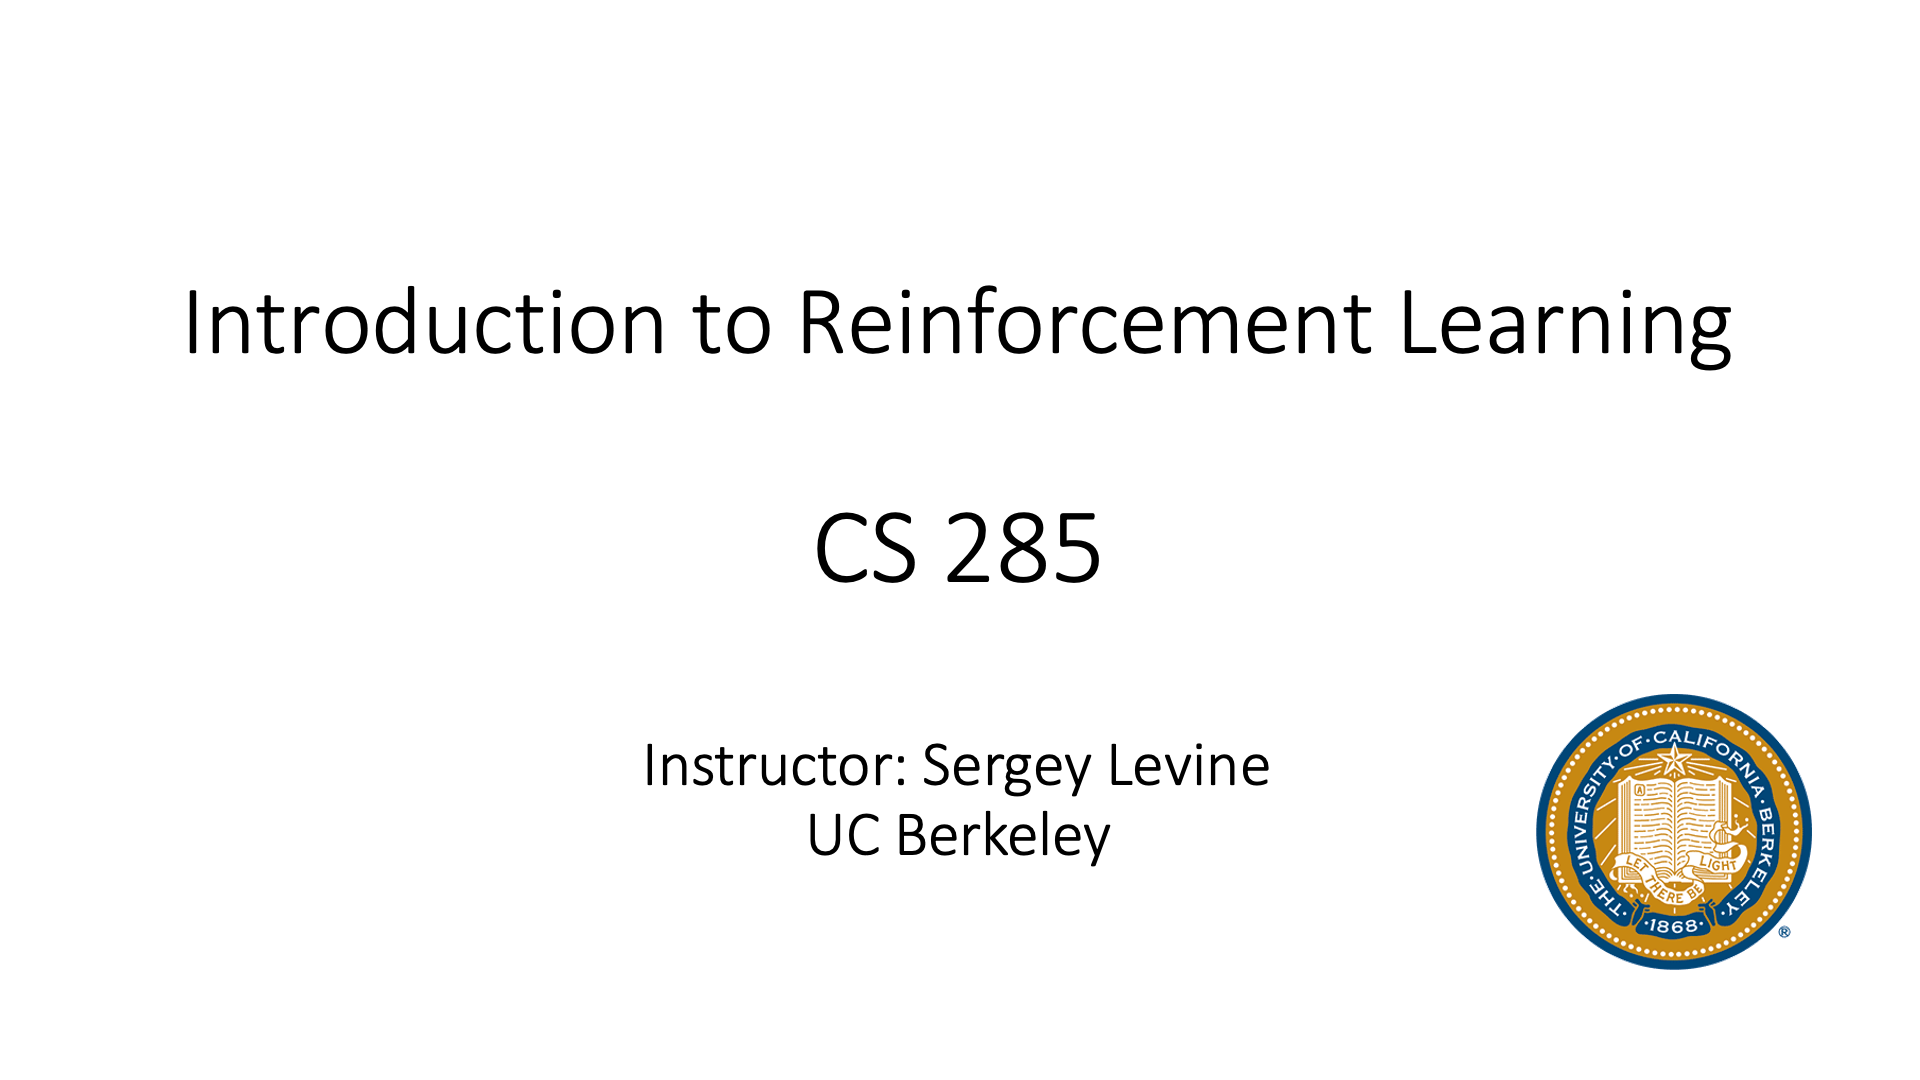 Introduction to Reinforcement Learning
CS 285
Instructor: Sergey Levine
UC Berkeley
THE·UNIVERSITY·OF·CALIFORNIA·BERKELEY
A
LET THERE BE LIGHT
·1868·
®